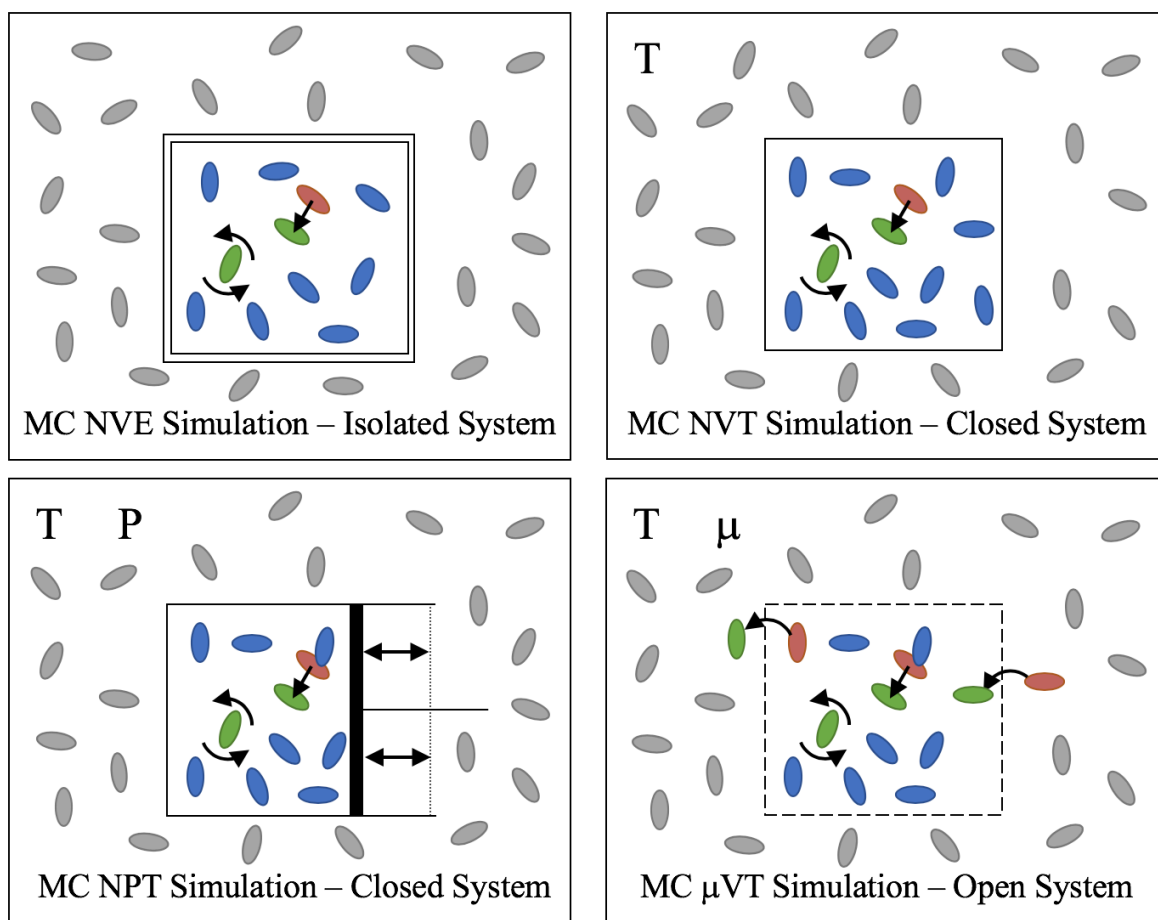 MC NVE Simulation – Isolated System
T
MC NVT Simulation – Closed System
T P
MC NPT Simulation – Closed System
T μ
MC μVT Simulation – Open System